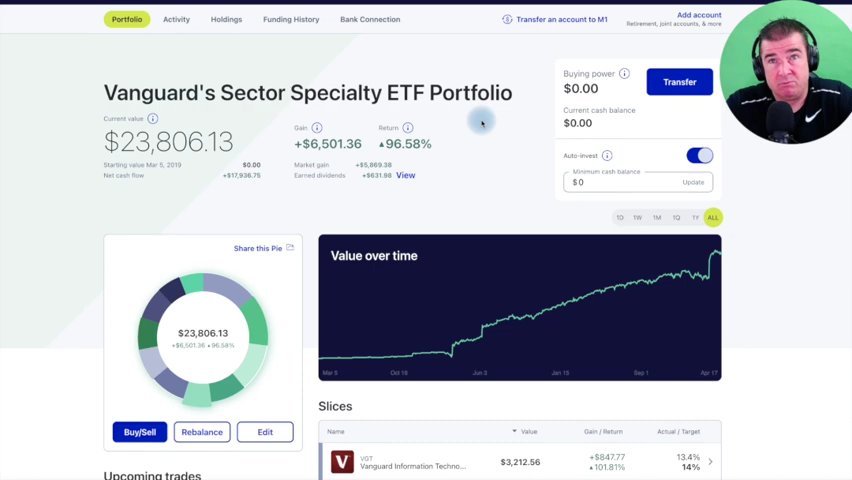 Portfolio Activity Holdings Funding History Bank Connection Transfer an account to M1 Add account
Retirement, joint accounts, & more
Vanguard's Sector Specialty ETF Portfolio
Current value
$23,806.13
Starting value Mar 5, 2019 $0.00
Net cash flow +$17,936.75
Gain Return
+$6,501.36 ▲96.58%
Market gain +$5,869.38
Earned dividends +$631.98 View
Buying power
$0.00
Transfer
Current cash balance
$0.00
Auto-invest
Minimum cash balance
$ 0 Update
1D 1W 1M 1Q 1Y ALL
Share this Pie
$23,806.13
+$6,501.36 ▲96.58%
Buy/Sell Rebalance Edit
Upcoming trades
Value over time
Mar 5 Oct 16 Jun 3 Jan 15 Sep 1 Apr 17
Slices
Name Value Gain / Return Actual / Target
V VGT
Vanguard Information Techno...
$3,212.56
+$847.77
▲101.81%
13.4%
14%